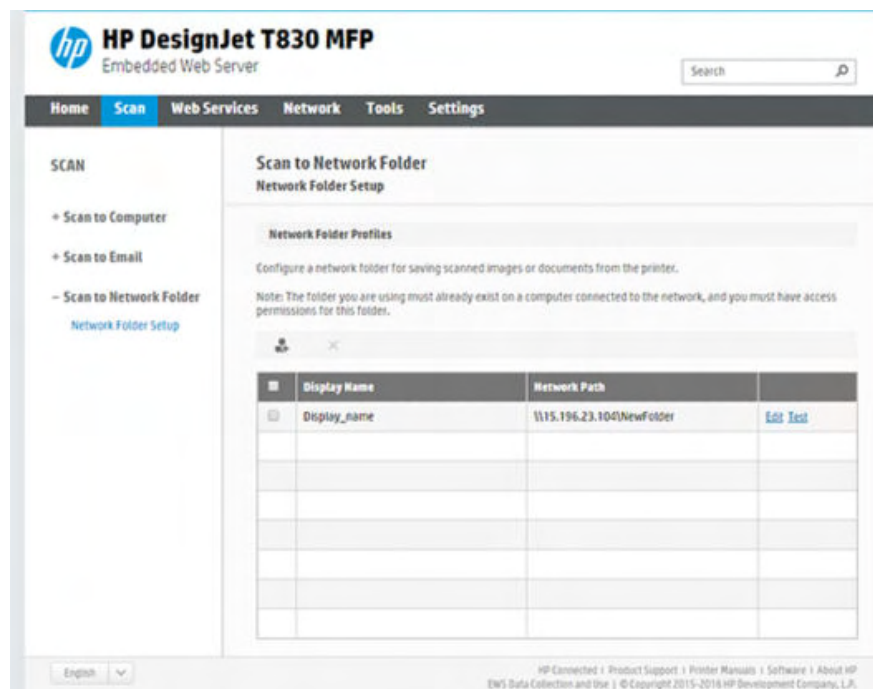 hp
HP DesignJet T830 MFP
Embedded Web Server
Search
Home Scan Web Services Network Tools Settings
SCAN
+ Scan to Computer
+ Scan to Email
− Scan to Network Folder
Network Folder Setup
Scan to Network Folder
Network Folder Setup
Network Folder Profiles
Configure a network folder for saving scanned images or documents from the printer.
Note: The folder you are using must already exist on a computer connected to the network, and you must have access
permissions for this folder.
Display Name Network Path
Display_name \\15.196.23.104\NewFolder Edit Test
English
HP Connected | Product Support | Printer Manuals | Software | About HP
EWS Data Collection and Use | © Copyright 2015-2016 HP Development Company, L.P.